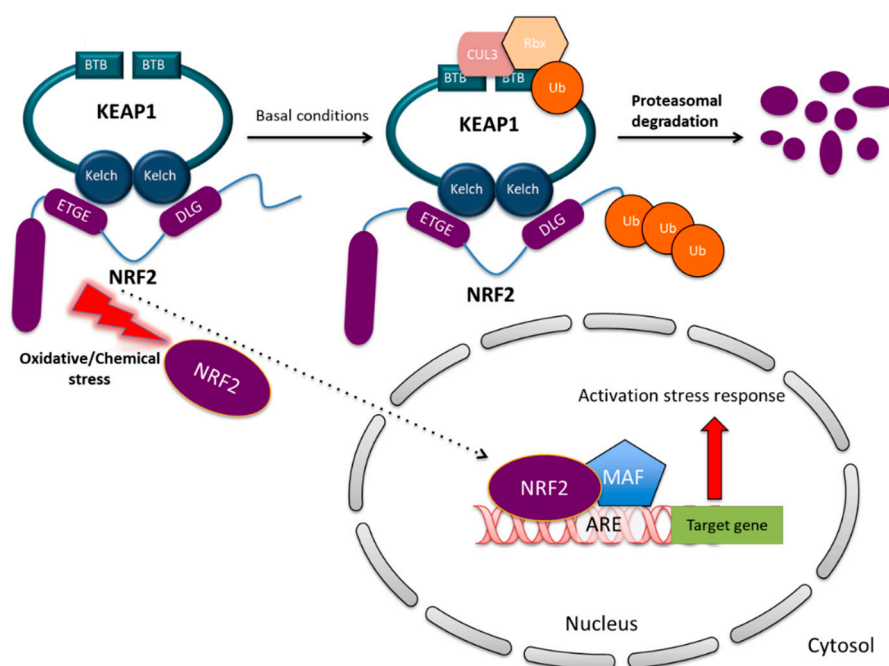 BTB BTB
KEAP1
Kelch Kelch
ETGE
DLG
NRF2
Basal conditions
CUL3
Rbx
BTB BTB
Ub
KEAP1
Kelch Kelch
ETGE
DLG
NRF2
Ub
Ub
Ub
Proteasomal
degradation
Oxidative/Chemical
stress
NRF2
Activation stress response
NRF2
MAF
ARE
Target gene
Nucleus
Cytosol